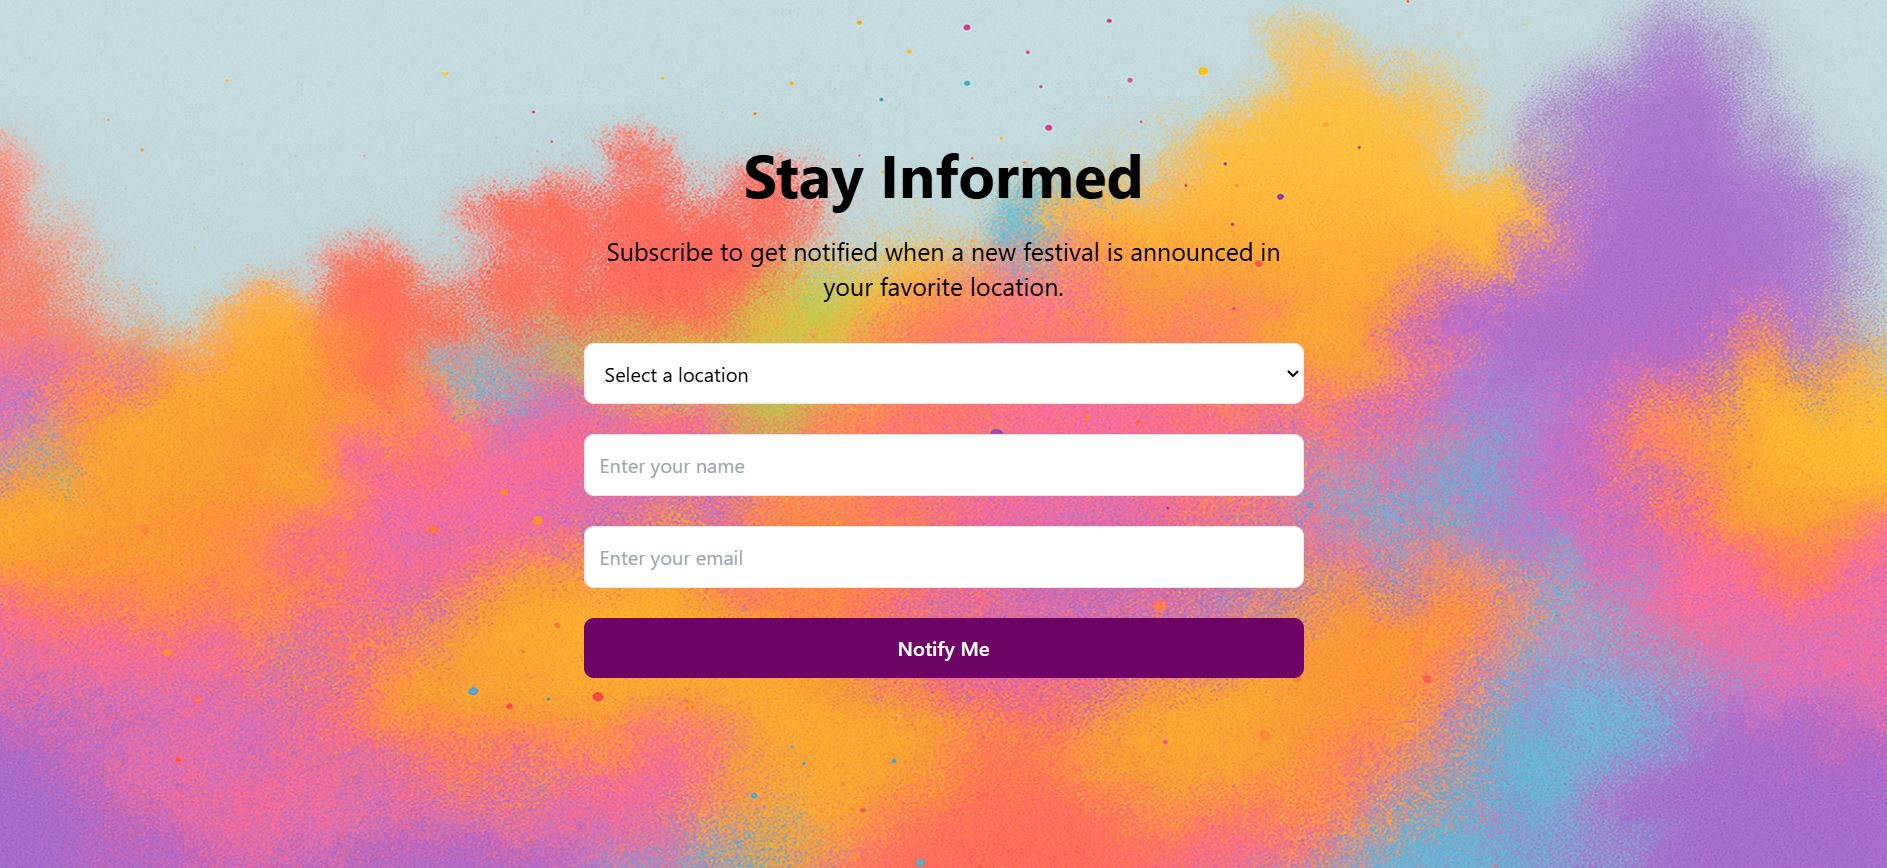 Stay Informed
Subscribe to get notified when a new festival is announced in
your favorite location.
Select a location
Enter your name
Enter your email
Notify Me